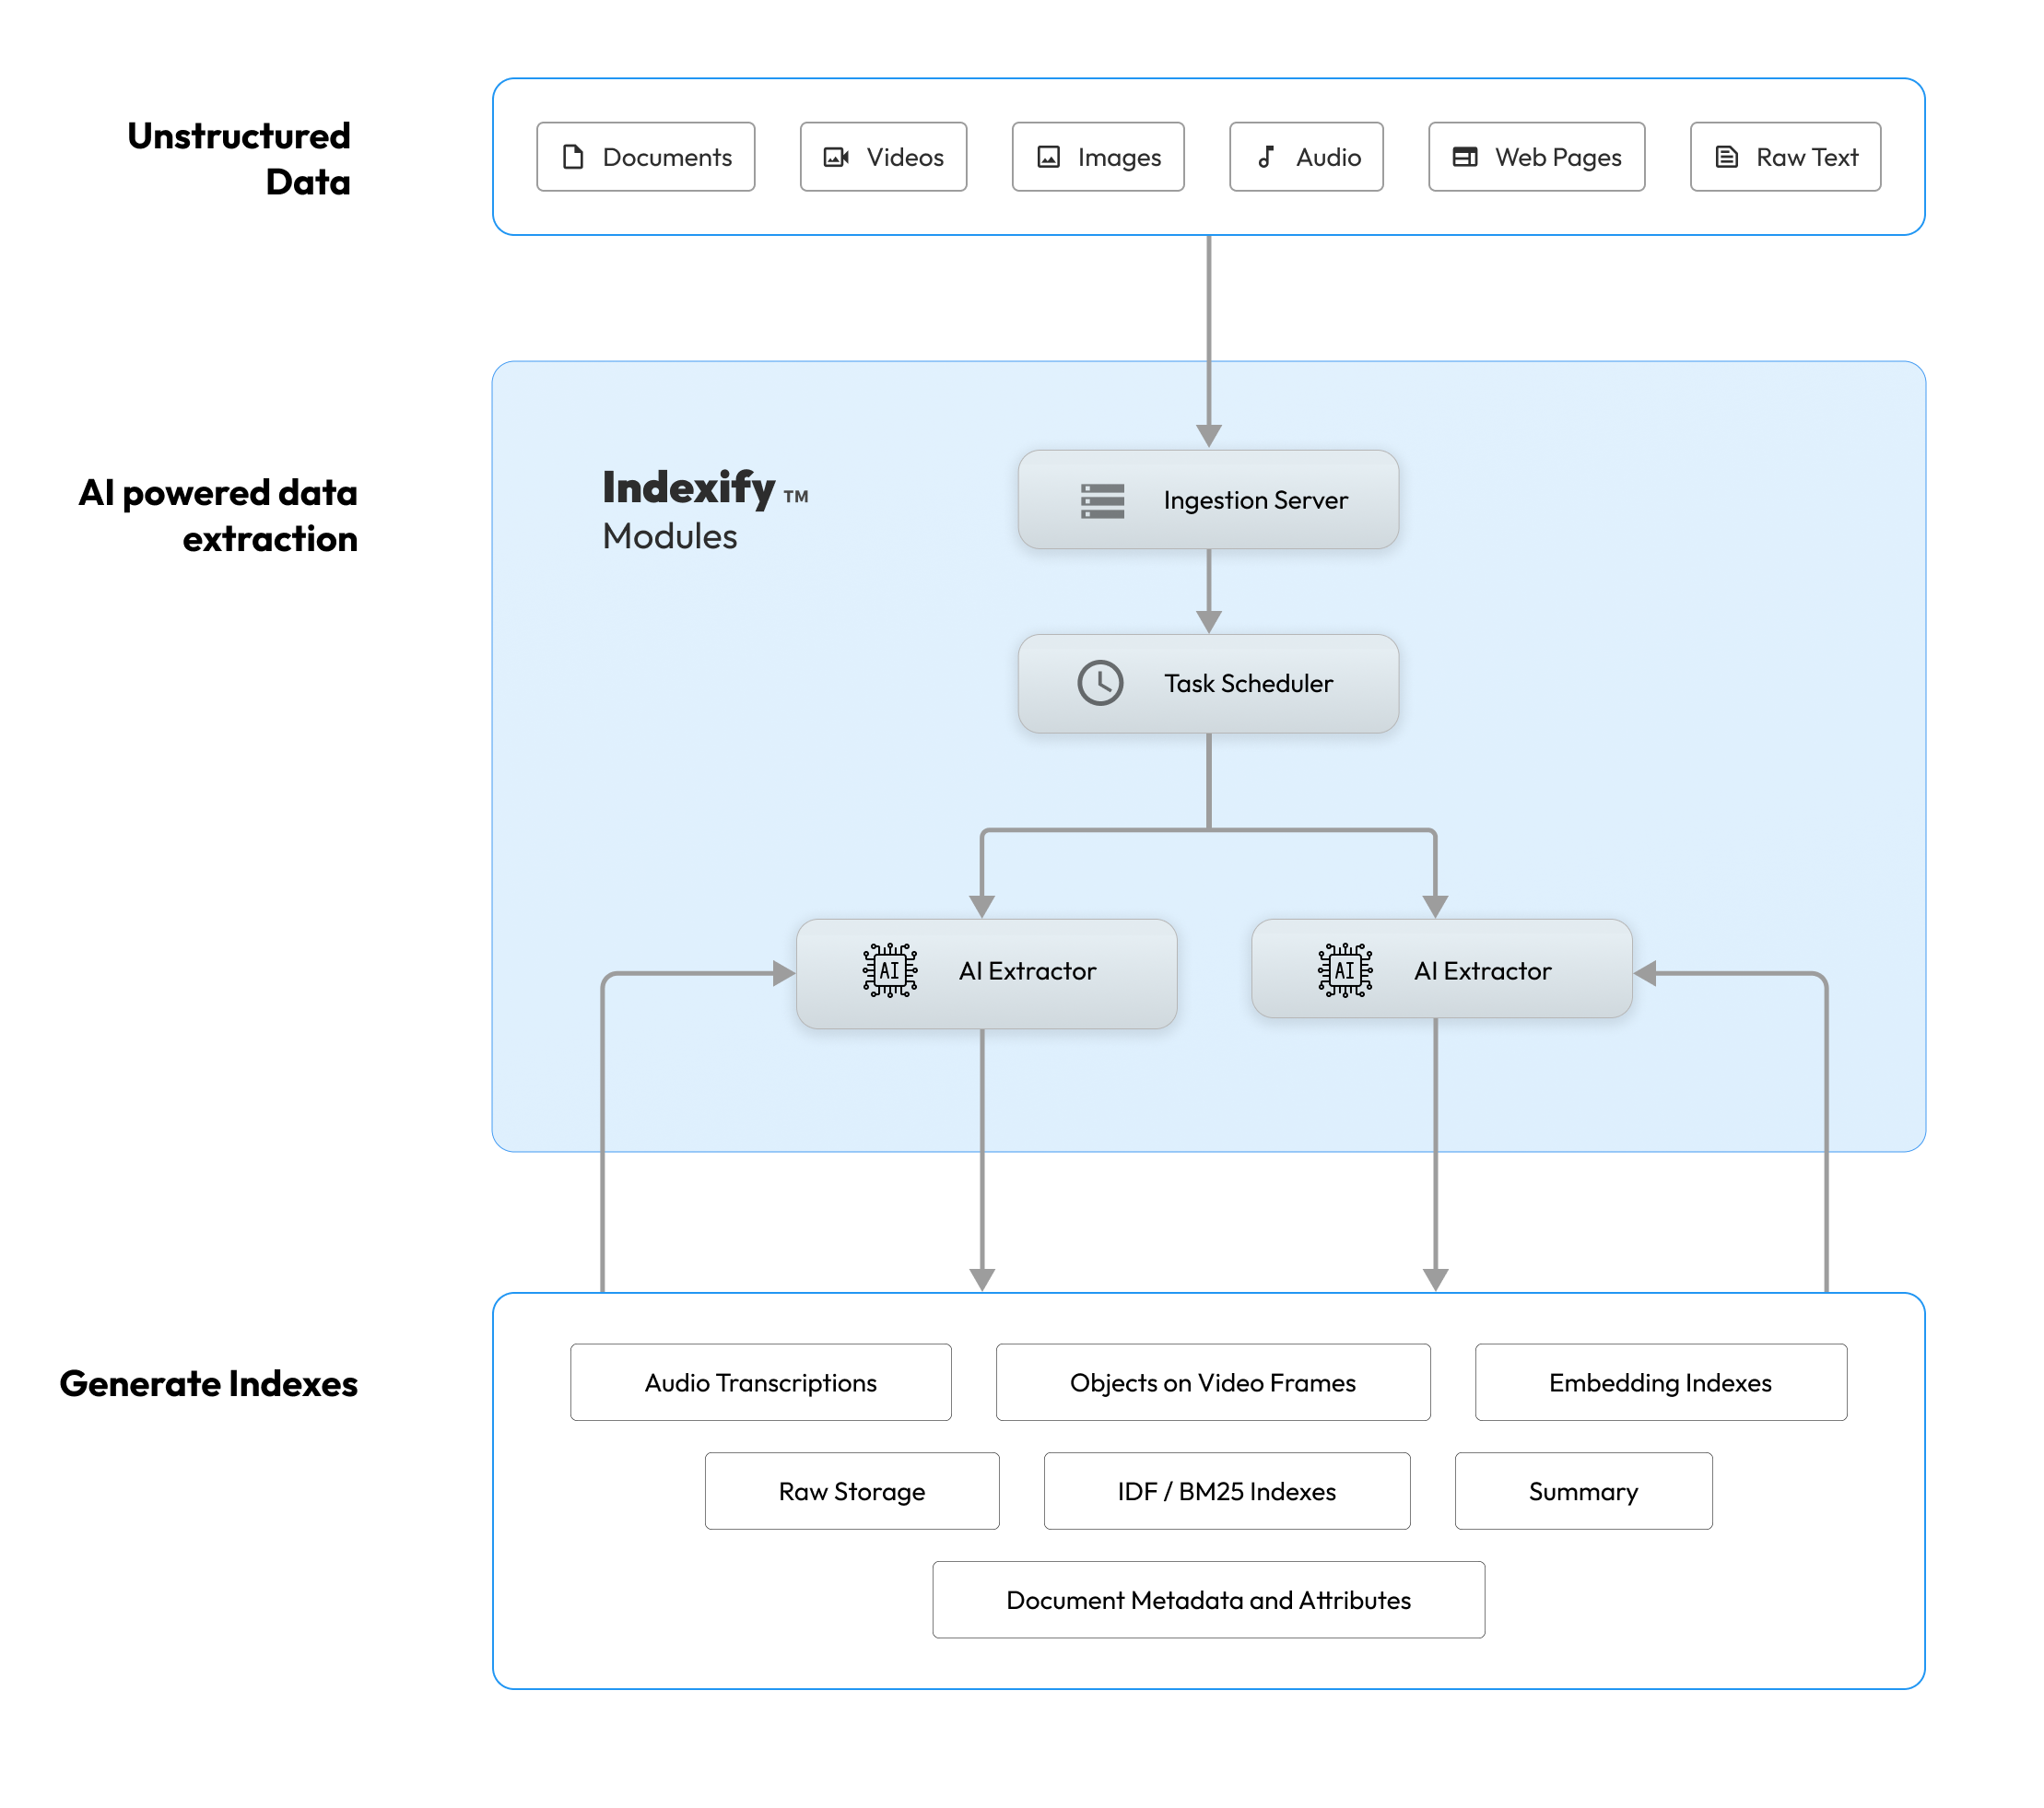 Unstructured
Data
Documents
Videos
Images
Audio
Web Pages
Raw Text
AI powered data
extraction
Indexify TM
Modules
Ingestion Server
Task Scheduler
AI
AI Extractor
AI
AI Extractor
Generate Indexes
Audio Transcriptions
Objects on Video Frames
Embedding Indexes
Raw Storage
IDF / BM25 Indexes
Summary
Document Metadata and Attributes